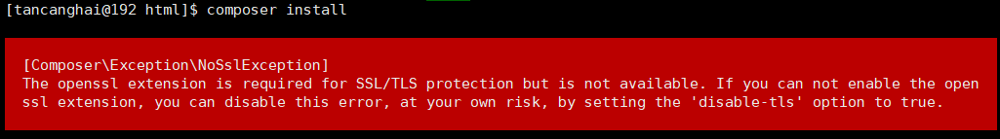 [tancanghai@192 html]$ composer install
[Composer\Exception\NoSslException]
The openssl extension is required for SSL/TLS protection but is not available. If you can not enable the open
ssl extension, you can disable this error, at your own risk, by setting the 'disable-tls' option to true.